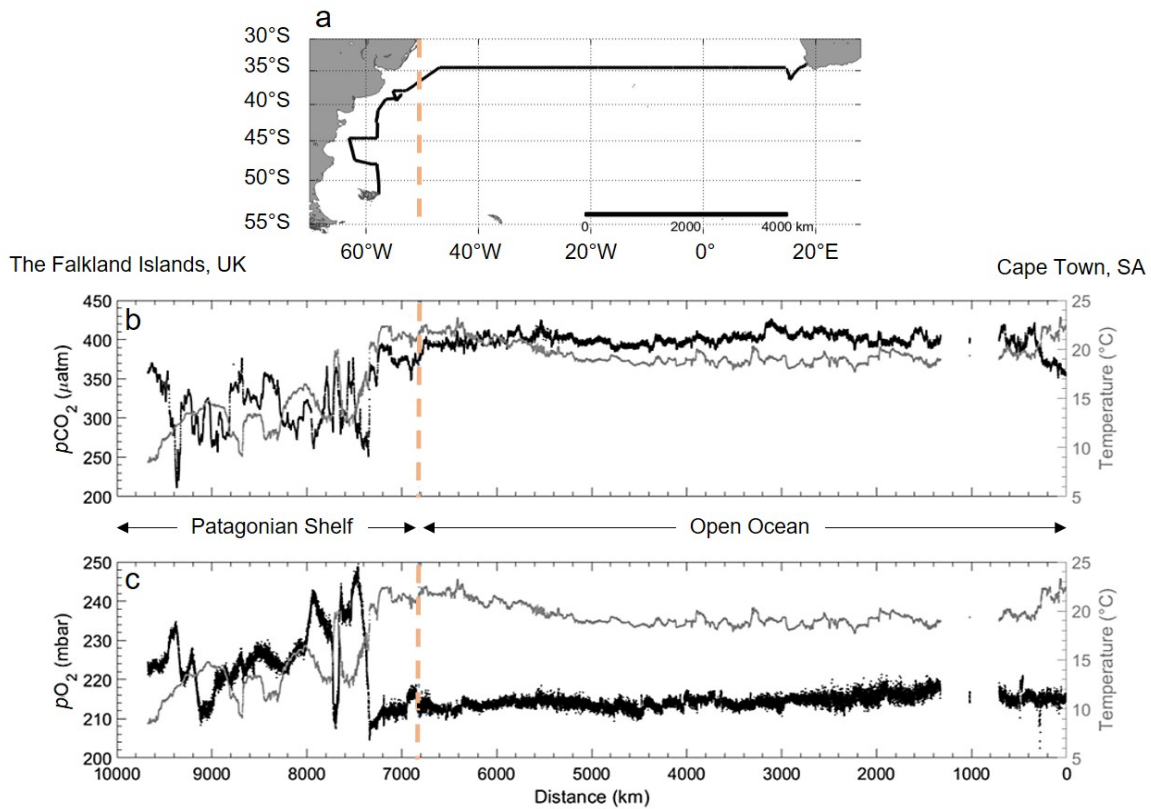 a
30°S
35°S
40°S
45°S
50°S
55°S
0 2000 4000 km
60°W 40°W 20°W 0° 20°E
The Falkland Islands, UK Cape Town, SA
b
450
400
350
300
250
200
pCO₂ (μatm)
25
20
15
10
5
Temperature (°C)
Patagonian Shelf Open Ocean
c
250
240
230
220
210
200
pO₂ (mbar)
25
20
15
10
5
Temperature (°C)
10000 9000 8000 7000 6000 5000 4000 3000 2000 1000 0
Distance (km)